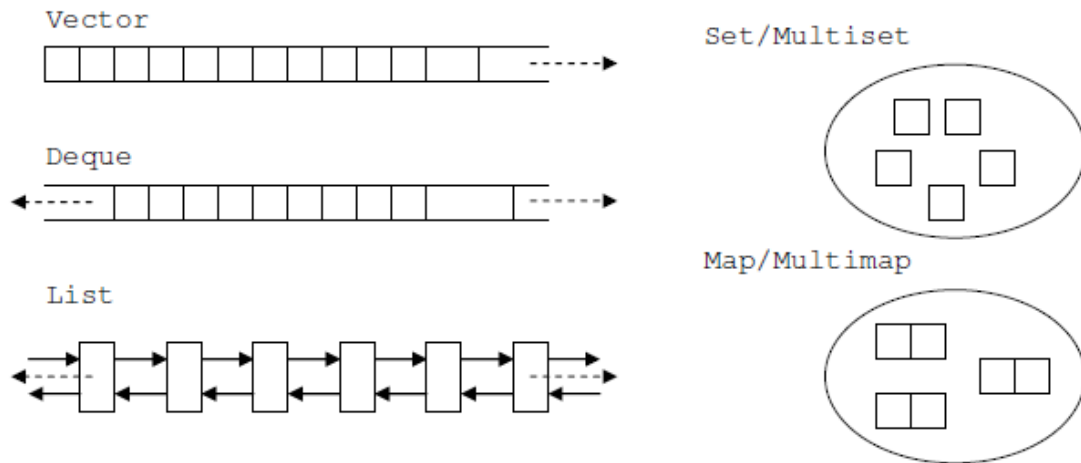 Vector
Deque
List
Set/Multiset
Map/Multimap